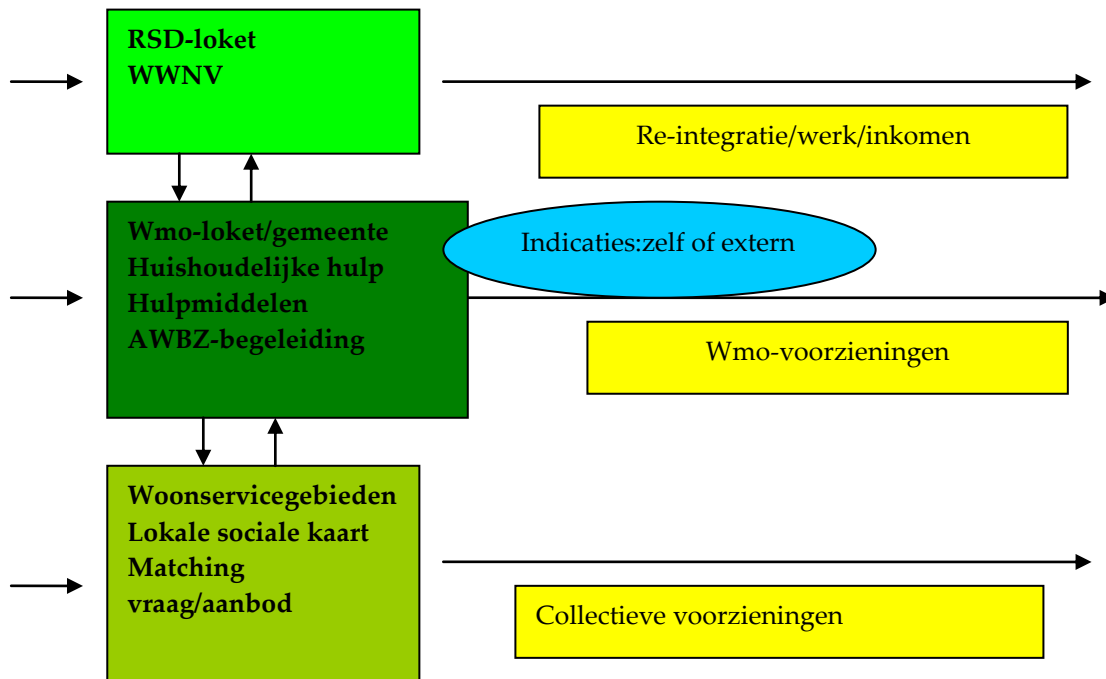 RSD-loket
WWNV
Re-integratie/werk/inkomen
Wmo-loket/gemeente
Huishoudelijke hulp
Hulpmiddelen
AWBZ-begeleiding
Indicaties:zelf of extern
Wmo-voorzieningen
Woonservicegebieden
Lokale sociale kaart
Matching
vraag/aanbod
Collectieve voorzieningen